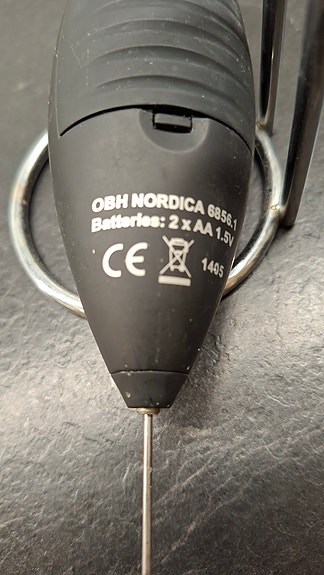 OBH NORDICA 6856.1
Batteries: 2 x AA 1.5V
CE 1405